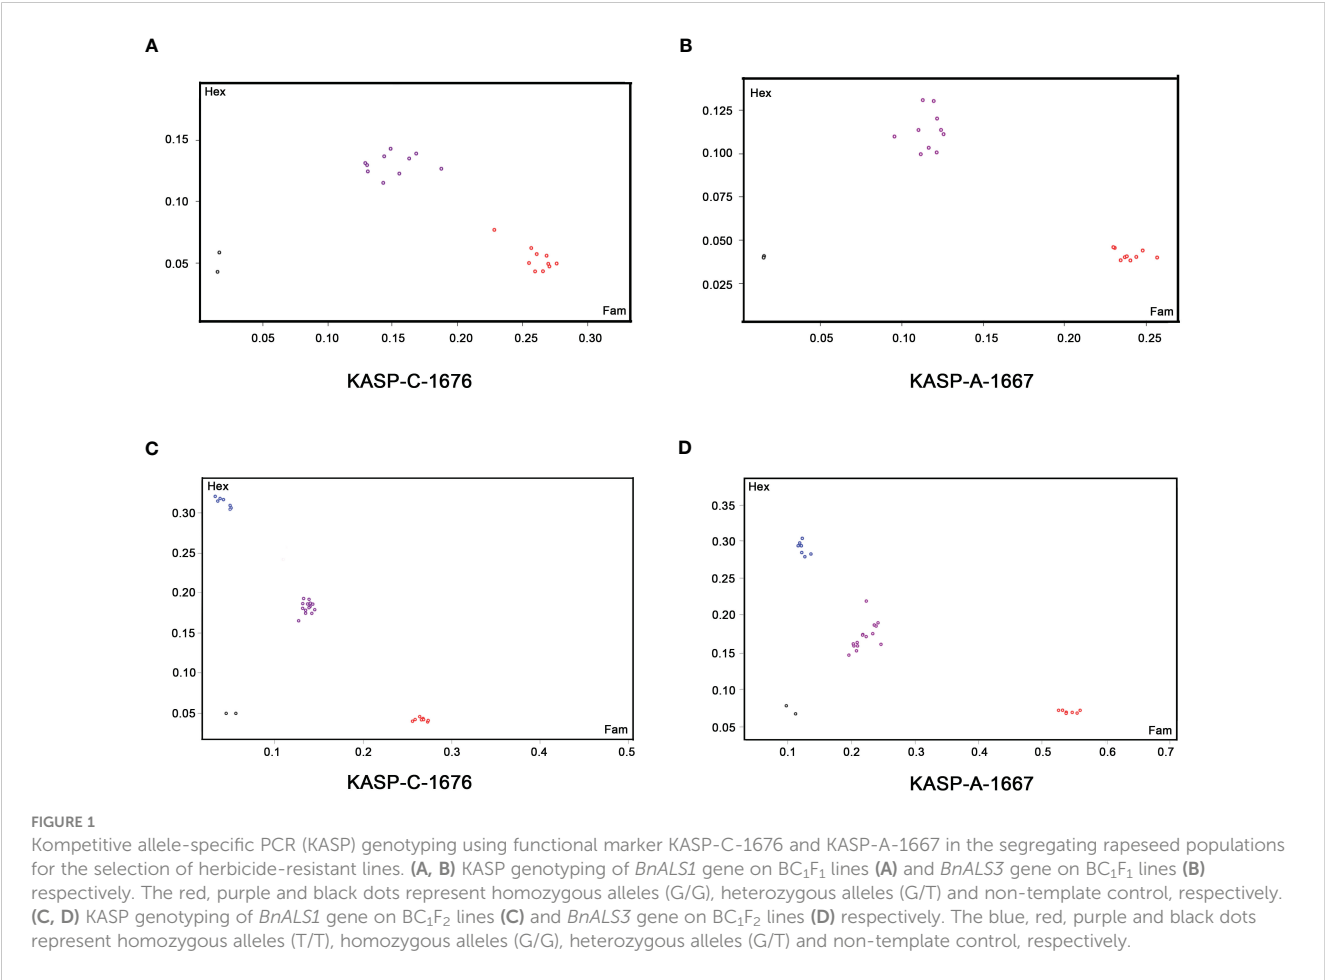 A
B
Hex
0.15
0.10
0.05
Fam
0.05 0.10 0.15 0.20 0.25 0.30
KASP-C-1676
Hex
0.125
0.100
0.075
0.050
0.025
Fam
0.05 0.10 0.15 0.20 0.25
KASP-A-1667
C
D
Hex
0.30
0.25
0.20
0.15
0.10
0.05
Fam
0.1 0.2 0.3 0.4 0.5
KASP-C-1676
Hex
0.35
0.30
0.25
0.20
0.15
0.10
0.05
Fam
0.1 0.2 0.3 0.4 0.5 0.6 0.7
KASP-A-1667
FIGURE 1
Kompetitive allele-specific PCR (KASP) genotyping using functional marker KASP-C-1676 and KASP-A-1667 in the segregating rapeseed populations
for the selection of herbicide-resistant lines. (A, B) KASP genotyping of BnALS1 gene on BC₁F₁ lines (A) and BnALS3 gene on BC₁F₁ lines (B)
respectively. The red, purple and black dots represent homozygous alleles (G/G), heterozygous alleles (G/T) and non-template control, respectively.
(C, D) KASP genotyping of BnALS1 gene on BC₁F₂ lines (C) and BnALS3 gene on BC₁F₂ lines (D) respectively. The blue, red, purple and black dots
represent homozygous alleles (T/T), homozygous alleles (G/G), heterozygous alleles (G/T) and non-template control, respectively.